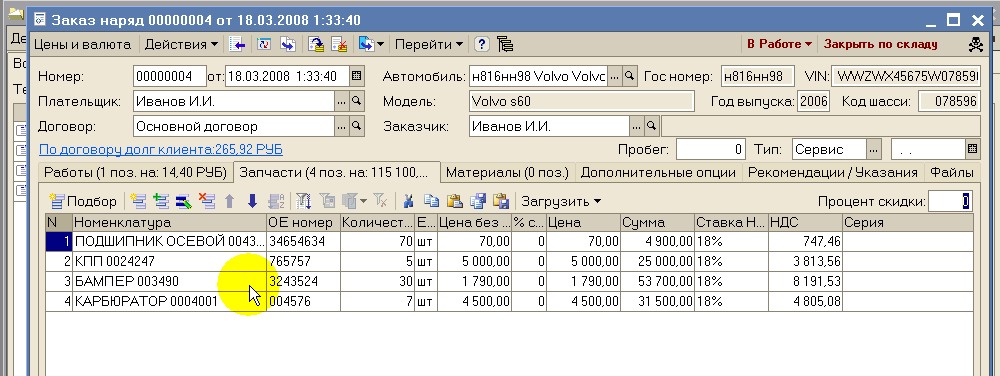 Заказ наряд 00000004 от 18.03.2008 1:33:40
Цены и валюта Действия Перейти В Работе Закрыть по складу
Номер: 00000004 от: 18.03.2008 1:33:40 Автомобиль: н816нн98 Volvo Volvc ... Гос номер: н816нн98 VIN: WWZWX45675W07859
Плательщик: Иванов И.И. ... Модель: Volvo s60 Год выпуска: 2006 Код шасси: 078596
Договор: Основной договор ... Заказчик: Иванов И.И. ...
По договору долг клиента:265,92 РУБ Пробег: 0 Тип: Сервис ... . .
Работы (1 поз. на: 14,40 РУБ) Запчасти (4 поз. на: 115 100,... Материалы (0 поз.) Дополнительные опции Рекомендации / Указания Файлы
Подбор Загрузить Процент скидки: 0
N Номенклатура ОЕ номер Количест... Е... Цена без ... % с... Цена Сумма Ставка Н... НДС Серия
1 ПОДШИПНИК ОСЕВОЙ 0043... 34654634 70 шт 70,00 0 70,00 4 900,00 18% 747,46
2 КПП 0024247 765757 5 шт 5 000,00 0 5 000,00 25 000,00 18% 3 813,56
3 БАМПЕР 003490 3243524 30 шт 1 790,00 0 1 790,00 53 700,00 18% 8 191,53
4 КАРБЮРАТОР 0004001 004576 7 шт 4 500,00 0 4 500,00 31 500,00 18% 4 805,08